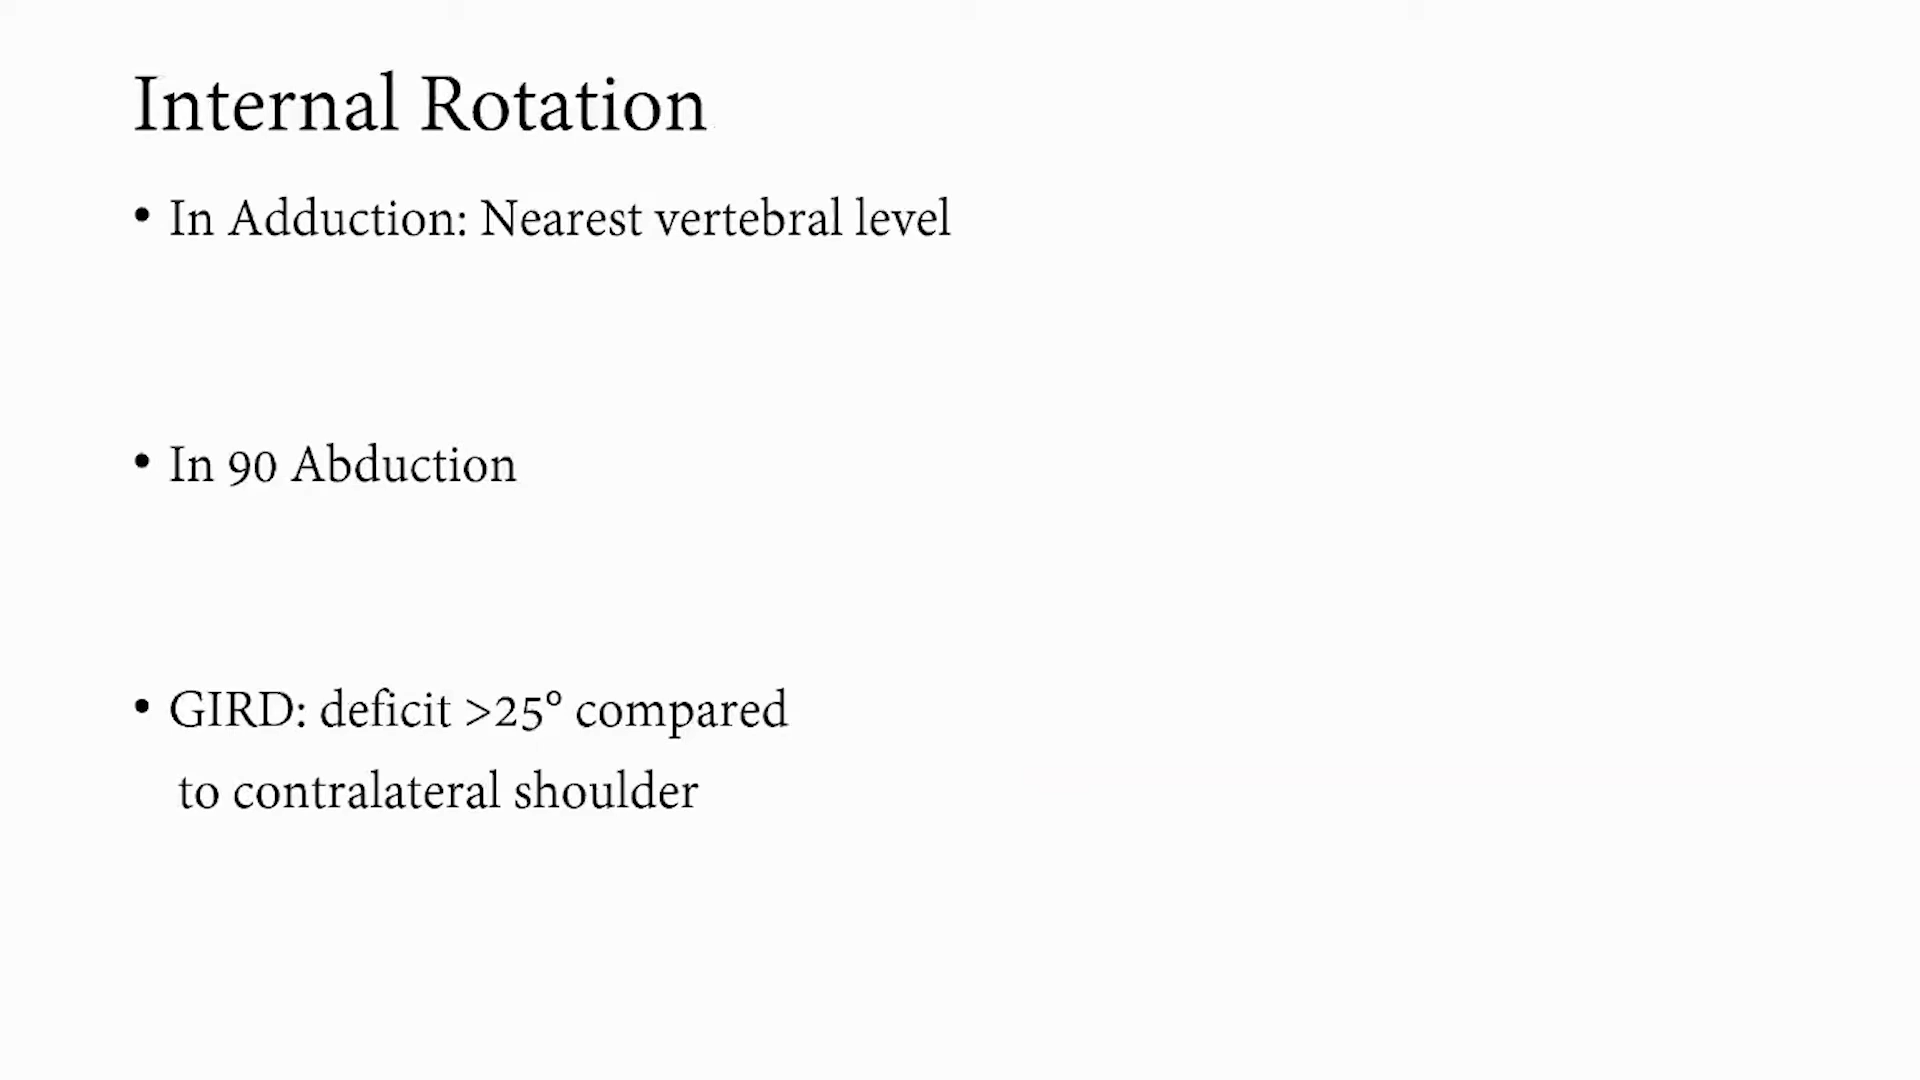 Internal Rotation
• In Adduction: Nearest vertebral level
• In 90 Abduction
• GIRD: deficit >25° compared
to contralateral shoulder